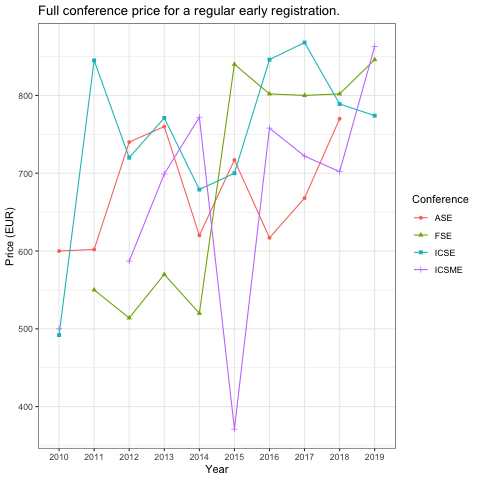 Full conference price for a regular early registration.
800
700
600
500
400
Price (EUR)
2010 2011 2012 2013 2014 2015 2016 2017 2018 2019
Year
Conference
ASE
FSE
ICSE
ICSME